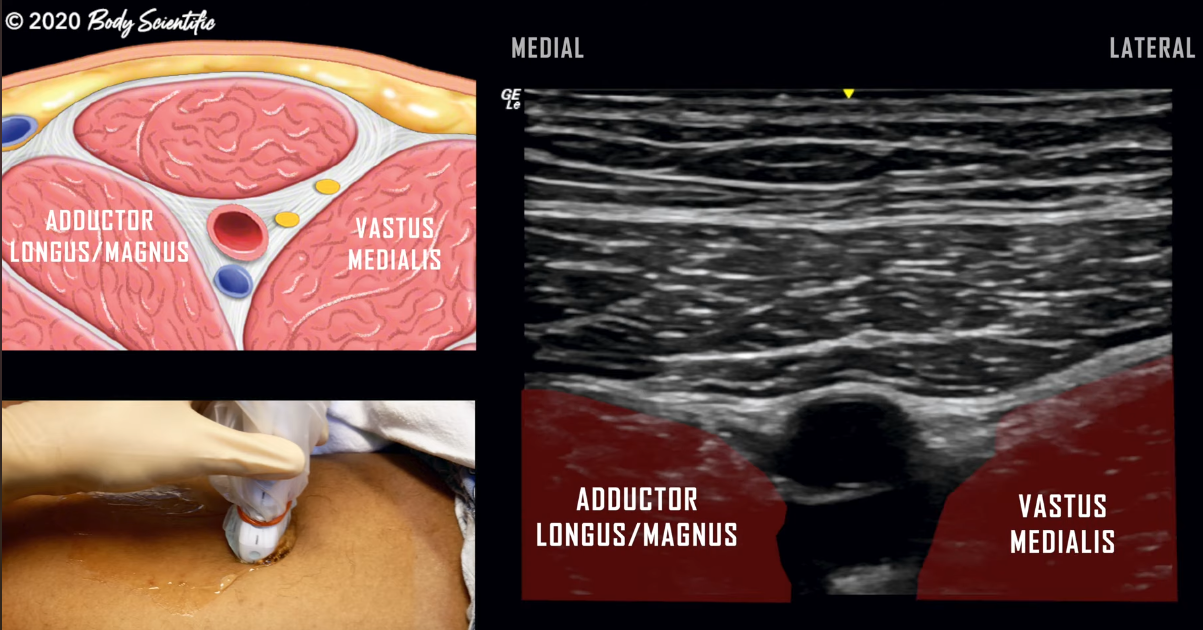 © 2020 Body Scientific
MEDIAL
LATERAL
GE
Le
ADDUCTOR
LONGUS/MAGNUS
VASTUS
MEDIALIS
ADDUCTOR
LONGUS/MAGNUS
VASTUS
MEDIALIS